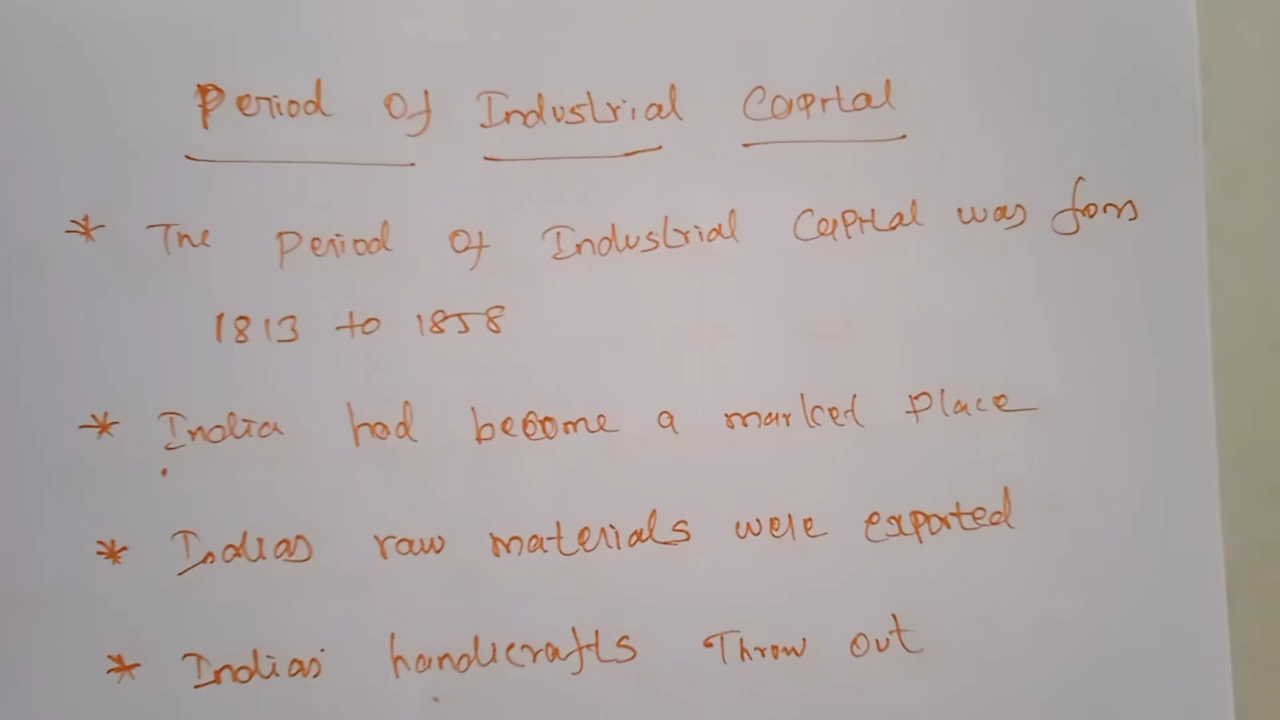 Period Of Industrial Capital
* The Period Of Industrial Capital was from
1813 to 1858
* India had become a marked place
* Indias raw materials were exported
* Indias' handicrafts Throw out